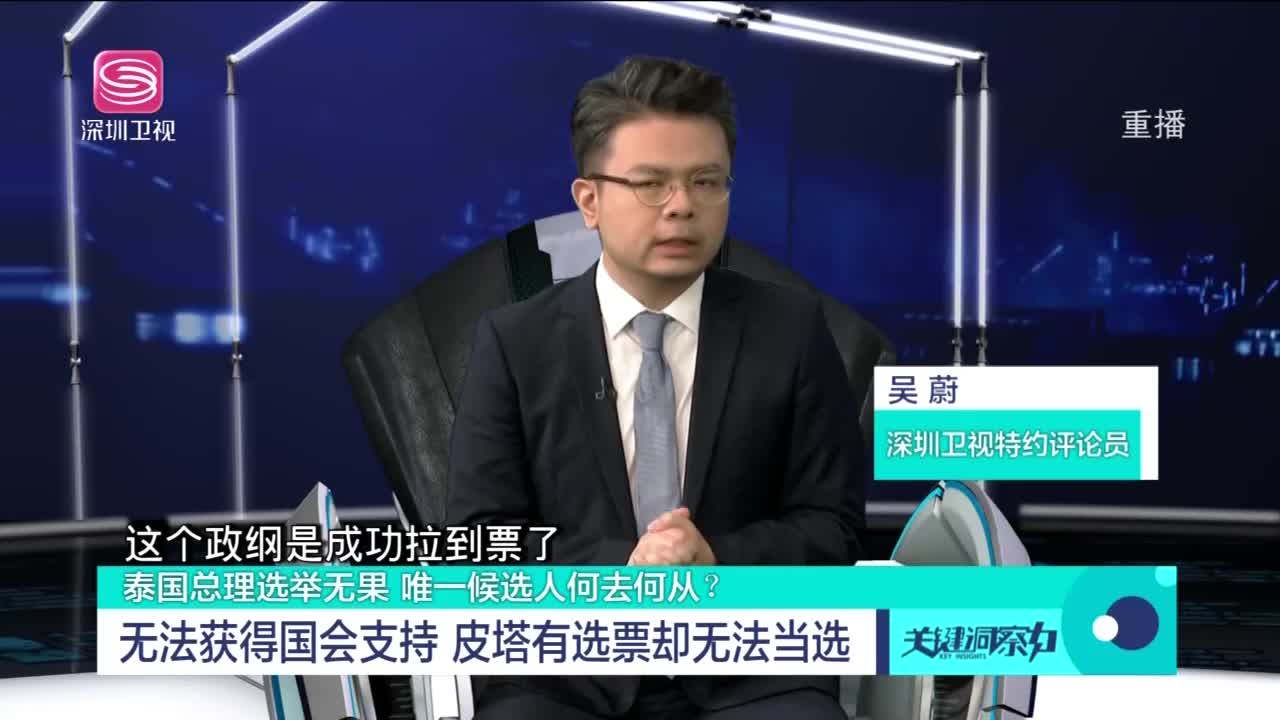 深圳卫视
重播
吴蔚
深圳卫视特约评论员
这个政纲是成功拉到票了
泰国总理选举无果 唯一候选人何去何从？
无法获得国会支持 皮塔有选票却无法当选
关键洞察力
KEY INSIGHTS